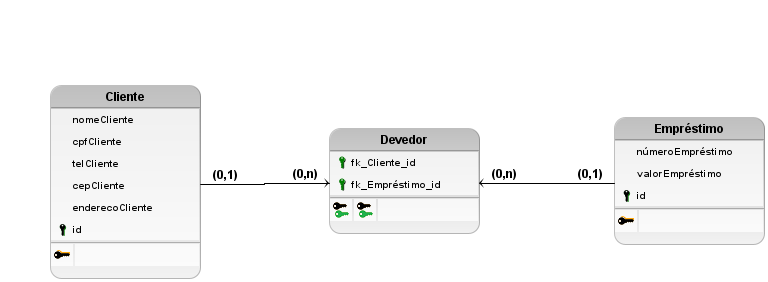 Cliente
nomeCliente
cpfCliente
telCliente
cepCliente
enderecoCliente
id
(0,1)
(0,n)
Devedor
fk_Cliente_id
fk_Empréstimo_id
(0,n)
(0,1)
Empréstimo
númeroEmpréstimo
valorEmpréstimo
id